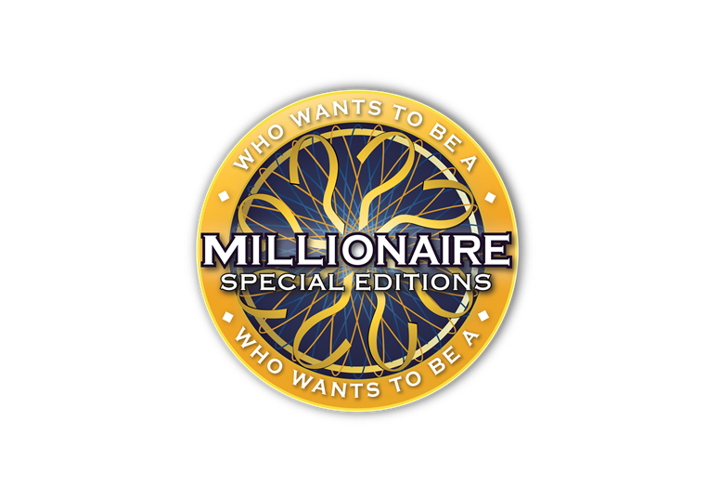 WHO WANTS TO BE A
MILLIONAIRE
SPECIAL EDITIONS
WHO WANTS TO BE A